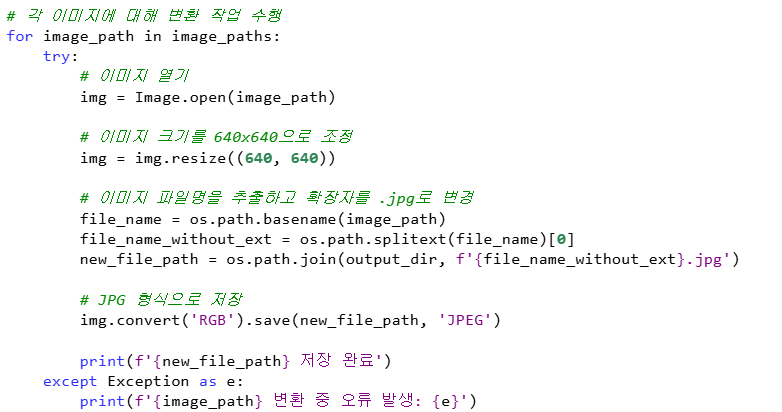 # 각 이미지에 대해 변환 작업 수행
for image_path in image_paths:
    try:
        # 이미지 열기
        img = Image.open(image_path)

        # 이미지 크기를 640x640으로 조정
        img = img.resize((640, 640))

        # 이미지 파일명을 추출하고 확장자를 .jpg로 변경
        file_name = os.path.basename(image_path)
        file_name_without_ext = os.path.splitext(file_name)[0]
        new_file_path = os.path.join(output_dir, f'{file_name_without_ext}.jpg')

        # JPG 형식으로 저장
        img.convert('RGB').save(new_file_path, 'JPEG')

        print(f'{new_file_path} 저장 완료')
    except Exception as e:
        print(f'{image_path} 변환 중 오류 발생: {e}')